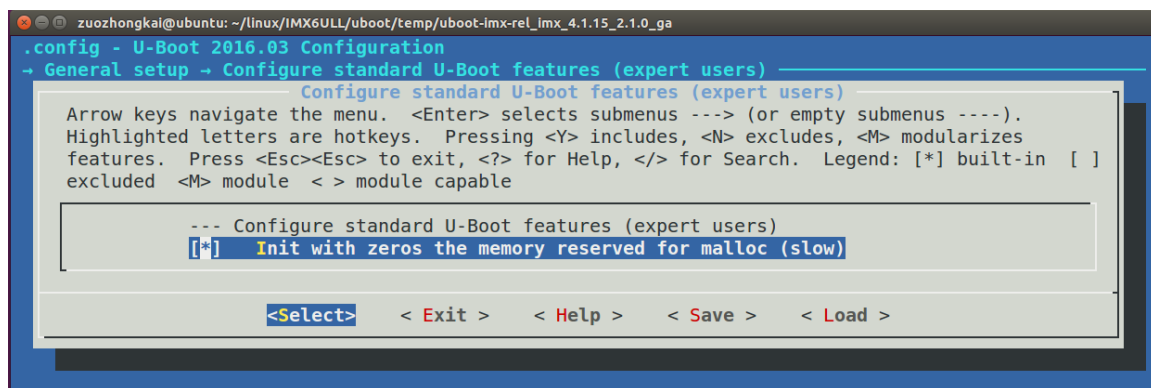 zuozhongkai@ubuntu: ~/linux/IMX6ULL/uboot/temp/uboot-imx-rel_imx_4.1.15_2.1.0_ga
.config - U-Boot 2016.03 Configuration
→ General setup → Configure standard U-Boot features (expert users)
Configure standard U-Boot features (expert users)
Arrow keys navigate the menu.  <Enter> selects submenus ---> (or empty submenus ----).
Highlighted letters are hotkeys.  Pressing <Y> includes, <N> excludes, <M> modularizes
features.  Press <Esc><Esc> to exit, <?> for Help, </> for Search.  Legend: [*] built-in  [ ]
excluded  <M> module  < > module capable
--- Configure standard U-Boot features (expert users)
[*]   Init with zeros the memory reserved for malloc (slow)
<Select>    < Exit >    < Help >    < Save >    < Load >